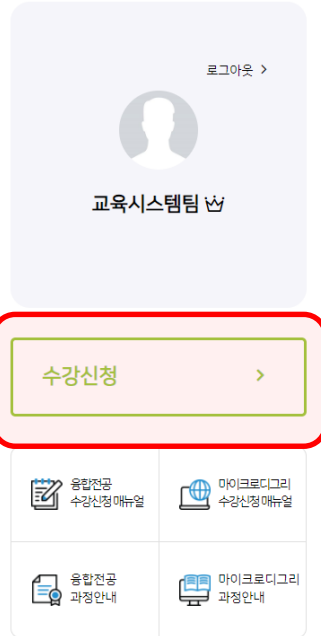 로그아웃 >
교육시스템팀
수강신청 >
융합전공
수강신청 매뉴얼
마이크로디그리
수강신청 매뉴얼
융합전공
과정안내
마이크로디그리
과정안내